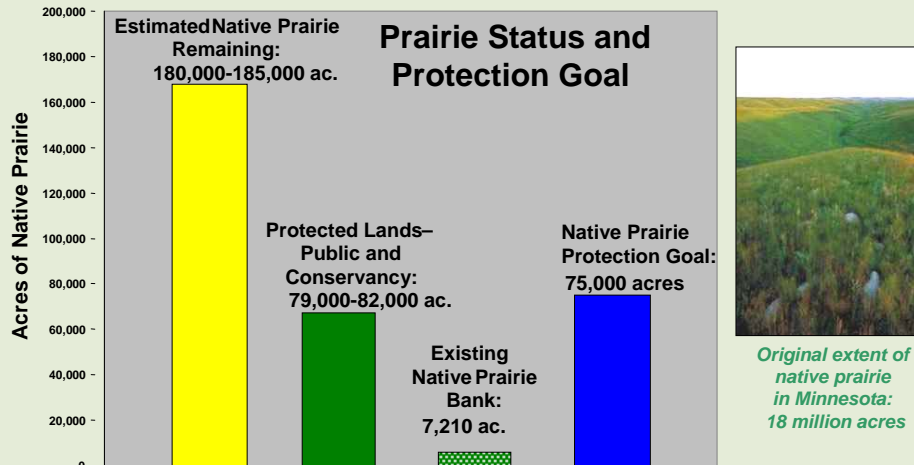 Prairie Status and
Protection Goal
Acres of Native Prairie
200,000
180,000
160,000
140,000
120,000
100,000
80,000
60,000
40,000
20,000
0
EstimatedNative Prairie
Remaining:
180,000-185,000 ac.
Protected Lands–
Public and
Conservancy:
79,000-82,000 ac.
Existing
Native Prairie
Bank:
7,210 ac.
Native Prairie
Protection Goal:
75,000 acres
Original extent of
native prairie
in Minnesota:
18 million acres